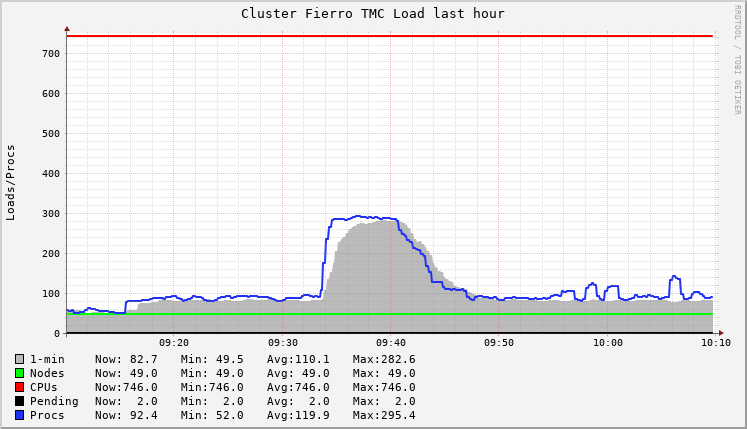 Cluster Fierro TMC Load last hour
RRDTOOL / TOBI OETIKER
Loads/Procs
700
600
500
400
300
200
100
0
09:20 09:30 09:40 09:50 10:00 10:10
1-min Now: 82.7 Min: 49.5 Avg:110.1 Max:282.6
Nodes Now: 49.0 Min: 49.0 Avg: 49.0 Max: 49.0
CPUs Now:746.0 Min:746.0 Avg:746.0 Max:746.0
Pending Now: 2.0 Min: 2.0 Avg: 2.0 Max: 2.0
Procs Now: 92.4 Min: 52.0 Avg:119.9 Max:295.4